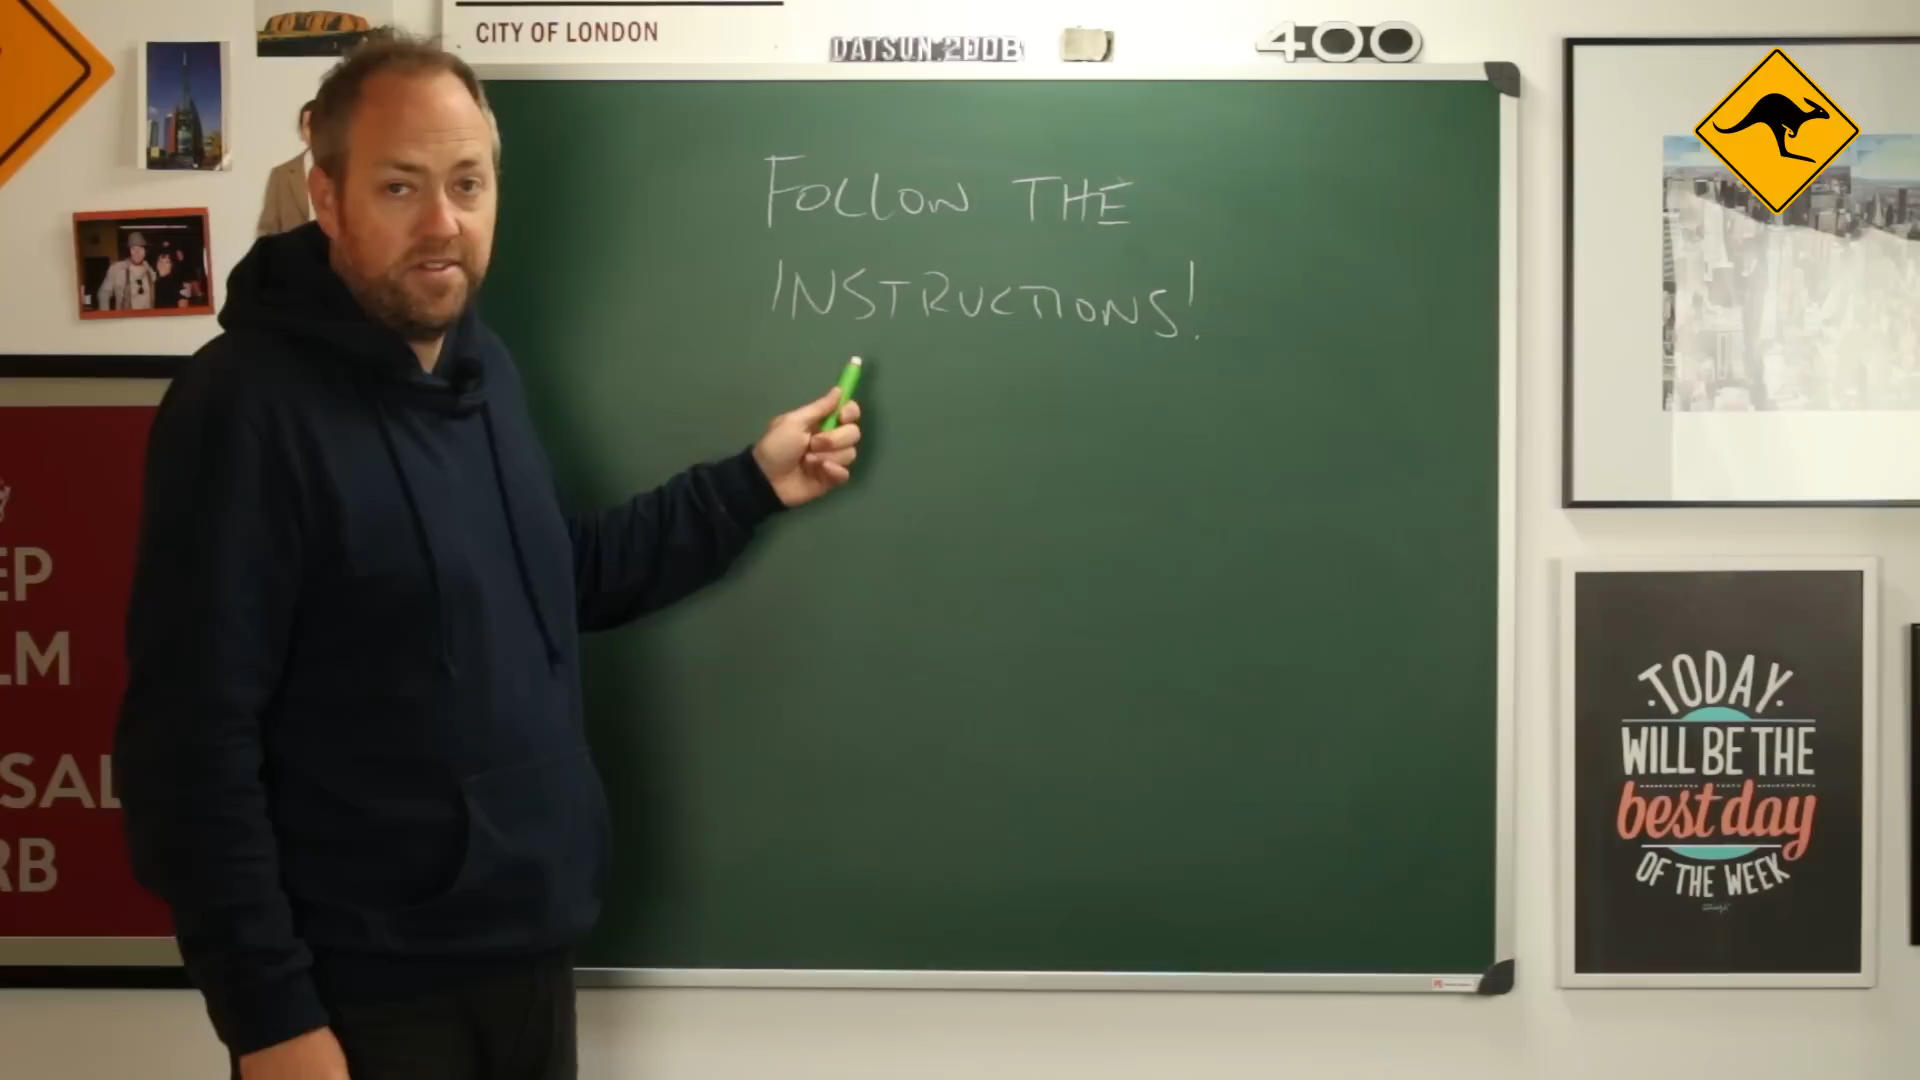 CITY OF LONDON
DATSUN 200B
400
FOLLOW THE
INSTRUCTIONS!
EP
LM
SAL
RB
·TODAY·
WILL BE THE
best day
OF THE WEEK